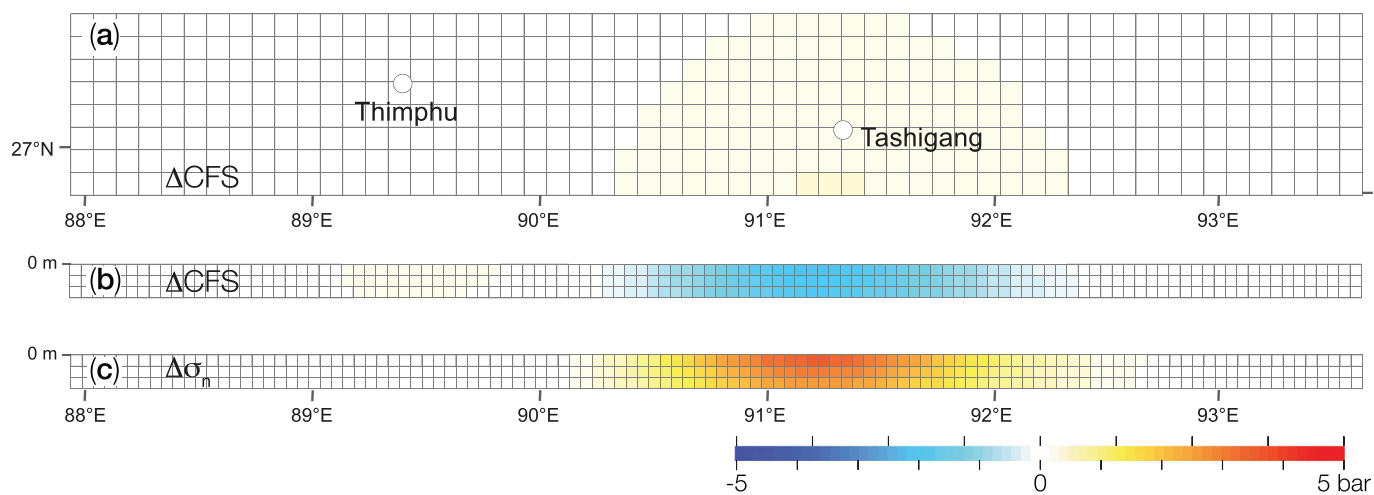 (a)
Thimphu
Tashigang
27°N
ΔCFS
88°E 89°E 90°E 91°E 92°E 93°E
0 m (b) ΔCFS
0 m (c) Δσn
88°E 89°E 90°E 91°E 92°E 93°E
-5 0 5 bar